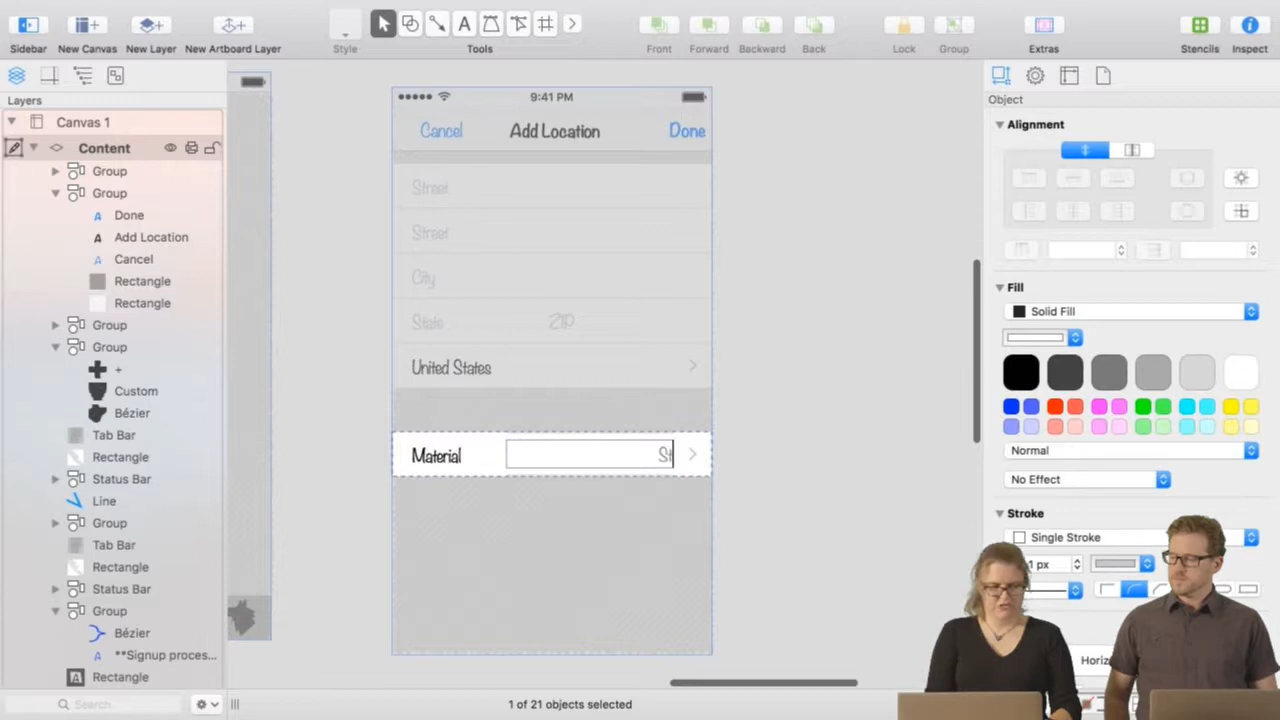 Sidebar New Canvas New Layer New Artboard Layer Style Tools Front Forward Backward Back Lock Group Extras Stencils Inspect
Layers
Canvas 1
Content
Group
Group
Done
Add Location
Cancel
Rectangle
Rectangle
Group
Group
+
Custom
Bézier
Tab Bar
Rectangle
Status Bar
Line
Group
Tab Bar
Rectangle
Status Bar
Group
Bézier
**Signup proces...
Rectangle
Search
9:41 PM
Cancel Add Location Done
Street
Street
City
State ZIP
United States
Material St
1 of 21 objects selected
Object
Alignment
Fill
Solid Fill
Normal
No Effect
Stroke
Single Stroke
1 px